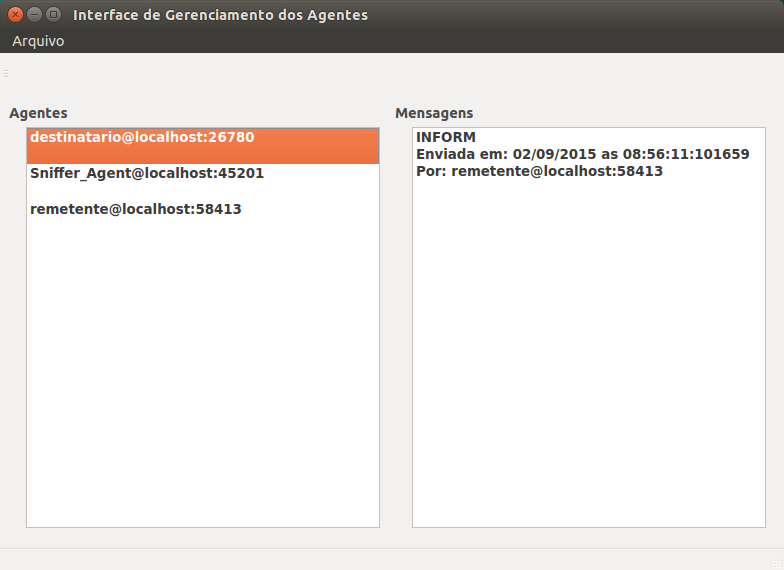 Interface de Gerenciamento dos Agentes
Arquivo
Agentes
destinatario@localhost:26780
Sniffer_Agent@localhost:45201
remetente@localhost:58413
Mensagens
INFORM
Enviada em: 02/09/2015 as 08:56:11:101659
Por: remetente@localhost:58413